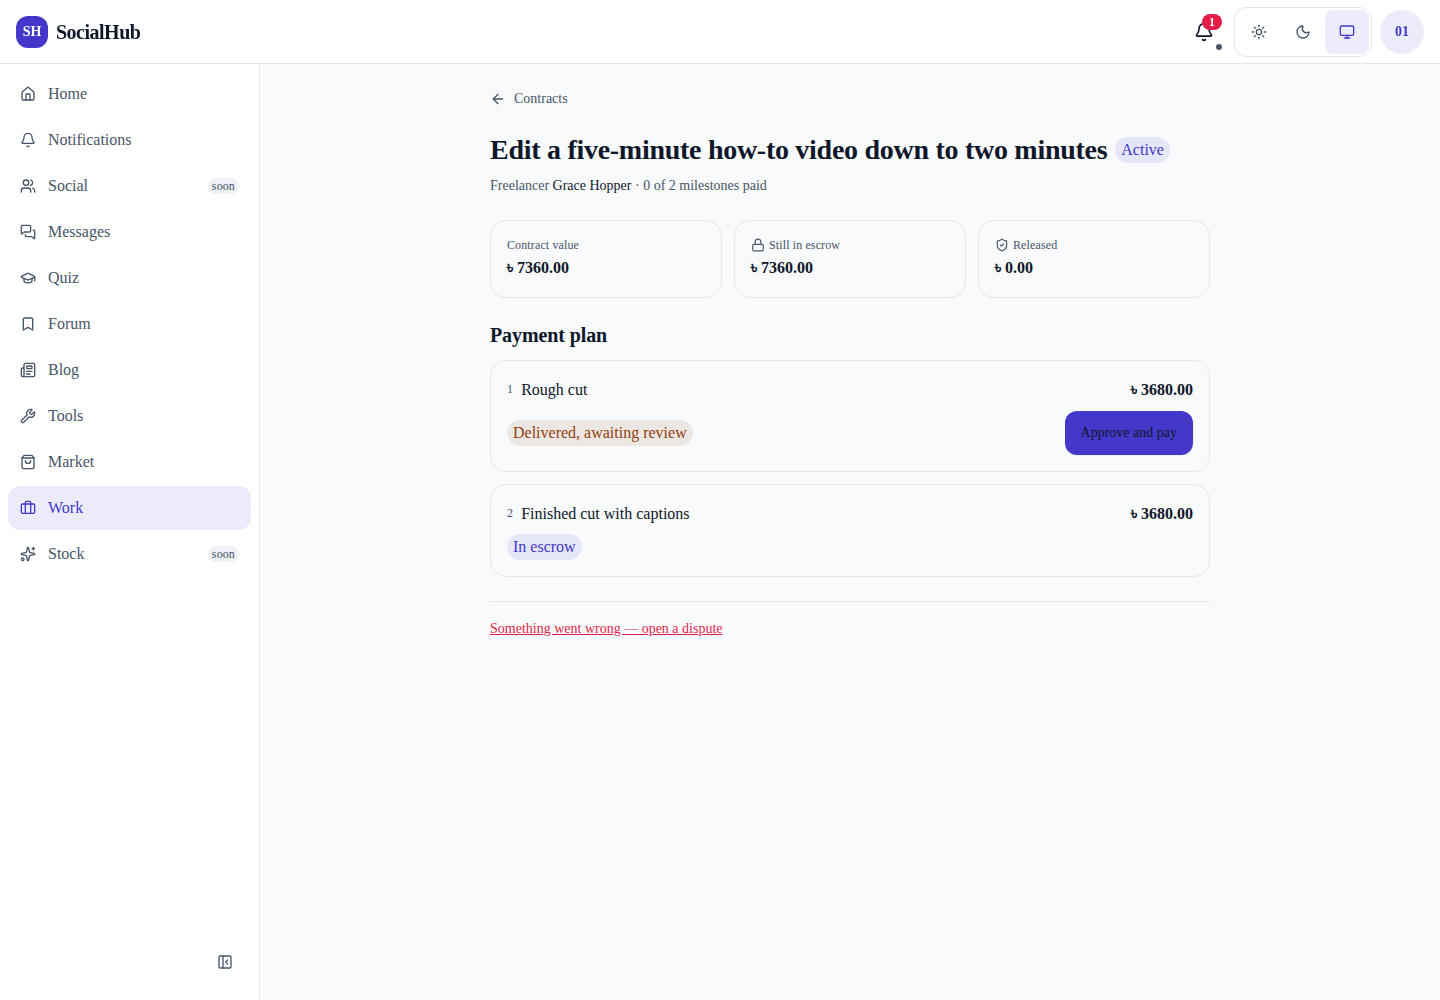 SH SocialHub
1
01
Home
Notifications
Social soon
Messages
Quiz
Forum
Blog
Tools
Market
Work
Stock soon
Contracts
Edit a five-minute how-to video down to two minutes Active
Freelancer Grace Hopper · 0 of 2 milestones paid
Contract value
৳ 7360.00
Still in escrow
৳ 7360.00
Released
৳ 0.00
Payment plan
1 Rough cut ৳ 3680.00
Delivered, awaiting review Approve and pay
2 Finished cut with captions ৳ 3680.00
In escrow
Something went wrong — open a dispute